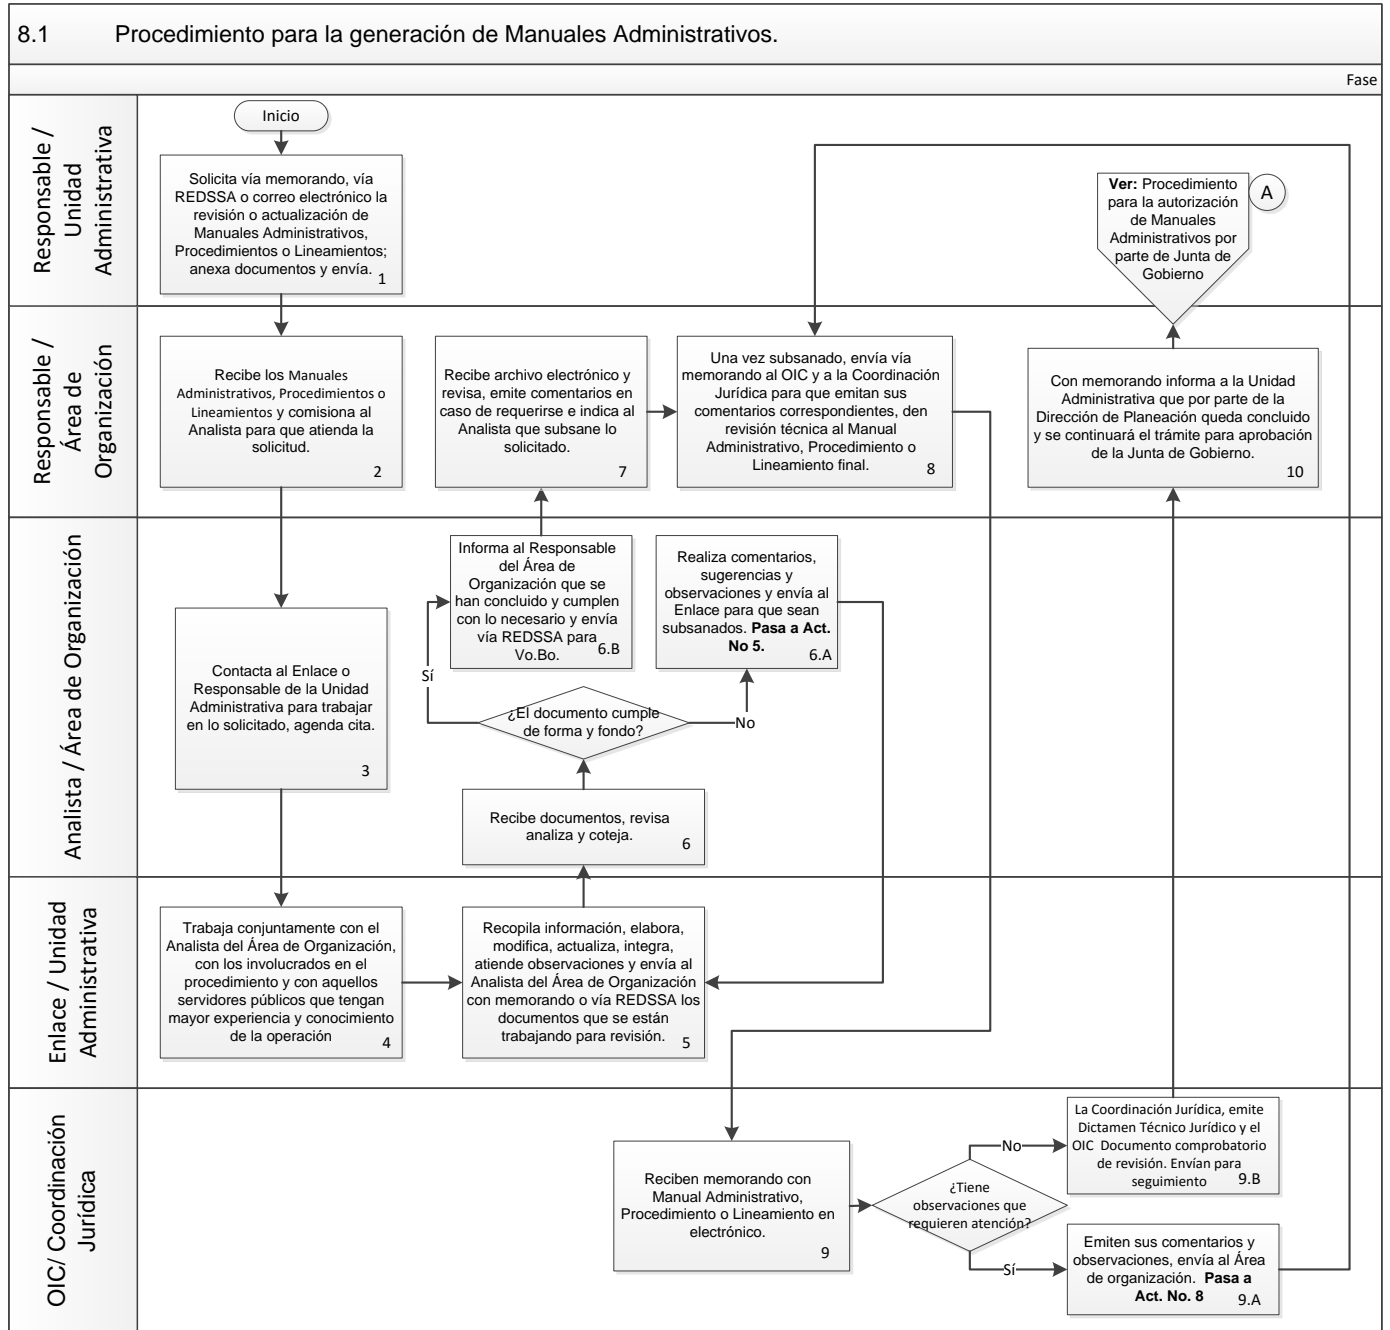 8.1 Procedimiento para la generación de Manuales Administrativos.
Fase
Responsable /
Unidad
Administrativa
Inicio
Solicita vía memorando, vía
REDSSA o correo electrónico la
revisión o actualización de
Manuales Administrativos,
Procedimientos o Lineamientos;
anexa documentos y envía.
1
Ver: Procedimiento
para la autorización
de Manuales
Administrativos por
parte de Junta de
Gobierno
A
Responsable /
Área de
Organización
Recibe los Manuales
Administrativos, Procedimientos o
Lineamientos y comisiona al
Analista para que atienda la
solicitud.
2
Recibe archivo electrónico y
revisa, emite comentarios en
caso de requerirse e indica al
Analista que subsane lo
solicitado.
7
Una vez subsanado, envía vía
memorando al OIC y a la Coordinación
Jurídica para que emitan sus
comentarios correspondientes, den
revisión técnica al Manual
Administrativo, Procedimiento o
Lineamiento final.
8
Con memorando informa a la Unidad
Administrativa que por parte de la
Dirección de Planeación queda concluido
y se continuará el trámite para aprobación
de la Junta de Gobierno.
10
Analista / Área de Organización
Contacta al Enlace o
Responsable de la Unidad
Administrativa para trabajar
en lo solicitado, agenda cita.
3
Informa al Responsable
del Área de
Organización que se
han concluido y cumplen
con lo necesario y envía
vía REDSSA para
Vo.Bo.
6.B
Realiza comentarios,
sugerencias y
observaciones y envía al
Enlace para que sean
subsanados. Pasa a Act.
No 5.
6.A
Sí
¿El documento cumple
de forma y fondo?
No
Recibe documentos, revisa
analiza y coteja.
6
Enlace / Unidad
Administrativa
Trabaja conjuntamente con el
Analista del Área de Organización,
con los involucrados en el
procedimiento y con aquellos
servidores públicos que tengan
mayor experiencia y conocimiento
de la operación
4
Recopila información, elabora,
modifica, actualiza, integra,
atiende observaciones y envía al
Analista del Área de Organización
con memorando o vía REDSSA los
documentos que se están
trabajando para revisión.
5
OIC/ Coordinación
Jurídica
Reciben memorando con
Manual Administrativo,
Procedimiento o Lineamiento en
electrónico.
9
¿Tiene
observaciones que
requieren atención?
No
La Coordinación Jurídica, emite
Dictamen Técnico Jurídico y el
OIC Documento comprobatorio
de revisión. Envían para
seguimiento
9.B
Sí
Emiten sus comentarios y
observaciones, envía al Área
de organización. Pasa a
Act. No. 8
9.A